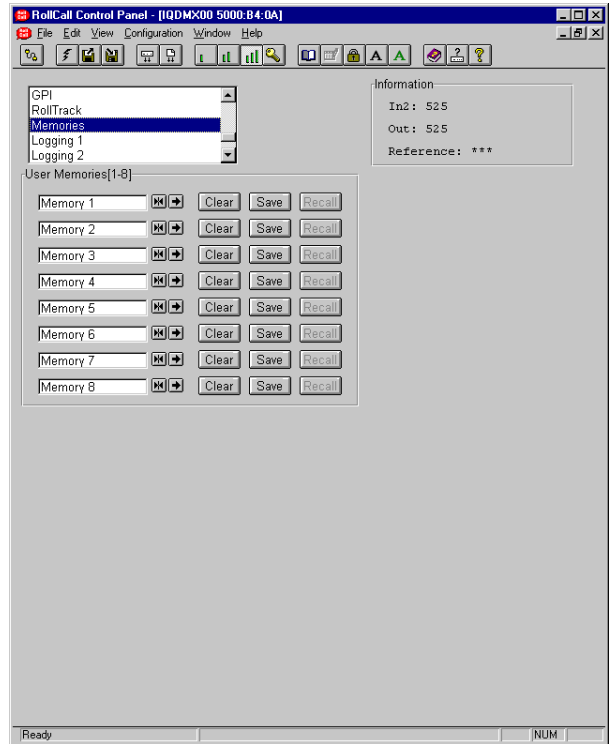 RollCall Control Panel - [IQDMX00 5000:B4:0A]
File Edit View Configuration Window Help
A A ?
GPI
RollTrack
Memories
Logging 1
Logging 2
Information
In2: 525
Out: 525
Reference: ***
User Memories[1-8]
Memory 1 Clear Save Recall
Memory 2 Clear Save Recall
Memory 3 Clear Save Recall
Memory 4 Clear Save Recall
Memory 5 Clear Save Recall
Memory 6 Clear Save Recall
Memory 7 Clear Save Recall
Memory 8 Clear Save Recall
Ready NUM